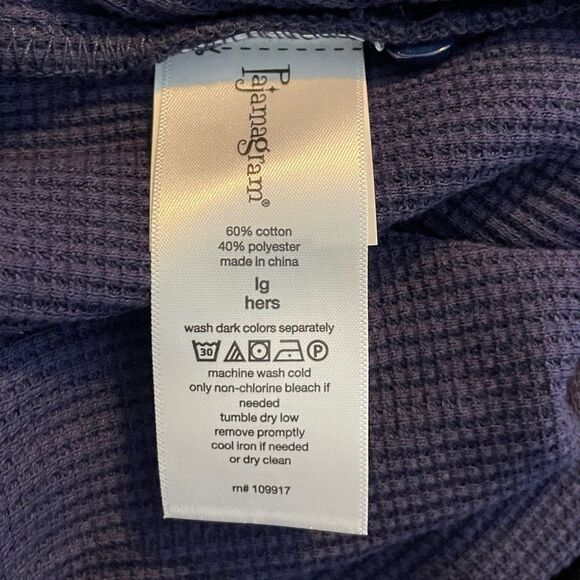 Pajamagram®
60% cotton
40% polyester
made in china
lg
hers
wash dark colors separately
30 P
machine wash cold
only non-chlorine bleach if
needed
tumble dry low
remove promptly
cool iron if needed
or dry clean
rn# 109917